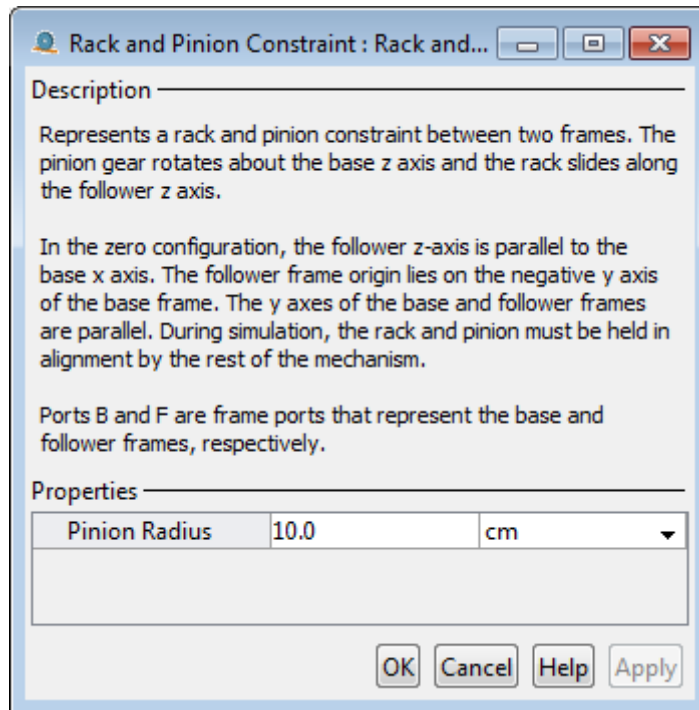 Rack and Pinion Constraint : Rack and...
Description
Represents a rack and pinion constraint between two frames. The
pinion gear rotates about the base z axis and the rack slides along
the follower z axis.
In the zero configuration, the follower z-axis is parallel to the
base x axis. The follower frame origin lies on the negative y axis
of the base frame. The y axes of the base and follower frames
are parallel. During simulation, the rack and pinion must be held in
alignment by the rest of the mechanism.
Ports B and F are frame ports that represent the base and
follower frames, respectively.
Properties
Pinion Radius 10.0 cm
OK Cancel Help Apply